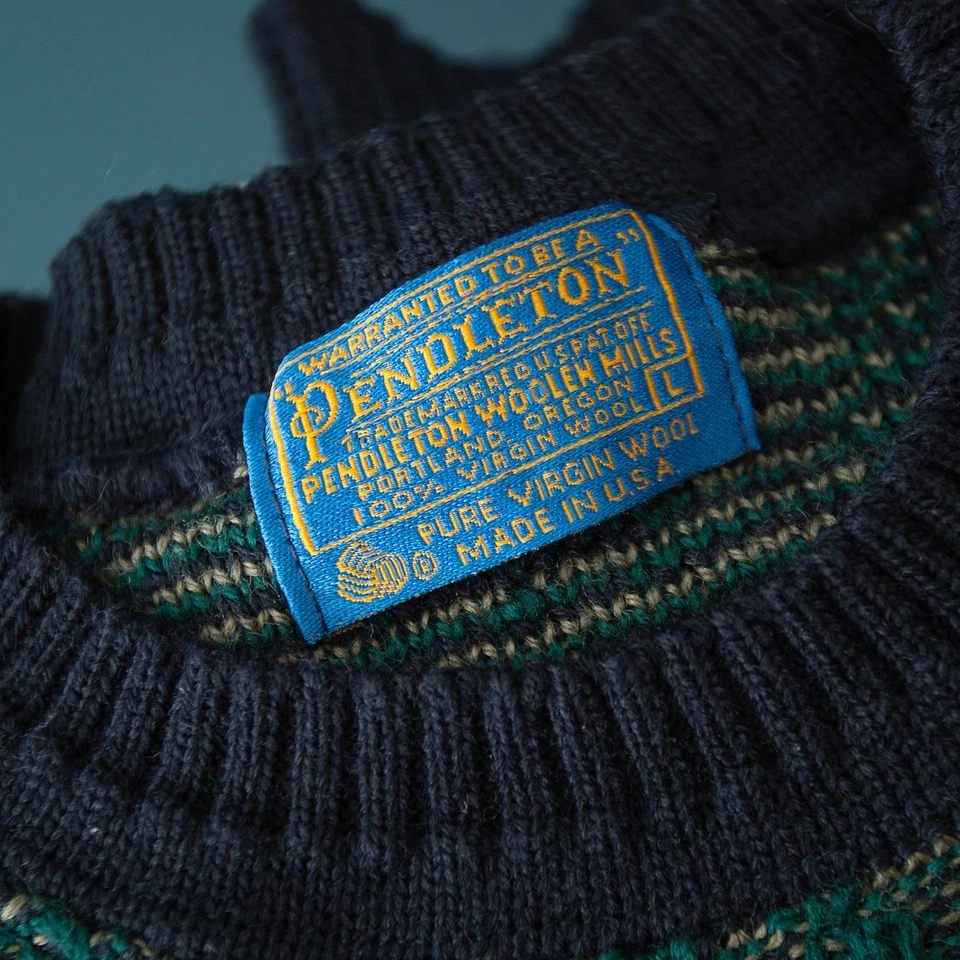 "WARRANTED TO BE A
PENDLETON"
TRADEMARK REG U S PAT. OFF.
PENDLETON WOOLEN MILLS
PORTLAND, OREGON
100% VIRGIN WOOL L
PURE VIRGIN WOOL
® MADE IN U.S.A.